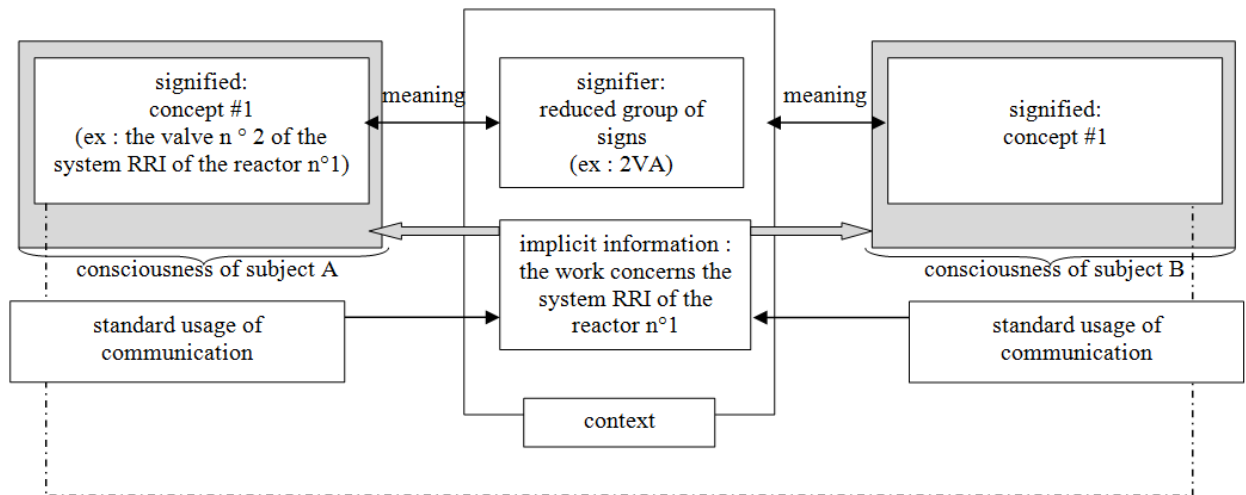 signified:
concept #1
(ex : the valve n ° 2 of the
system RRI of the reactor n°1)
meaning
signifier:
reduced group of
signs
(ex : 2VA)
meaning
signified:
concept #1
consciousness of subject A
implicit information :
the work concerns the
system RRI of the
reactor n°1
consciousness of subject B
standard usage of
communication
standard usage of
communication
context